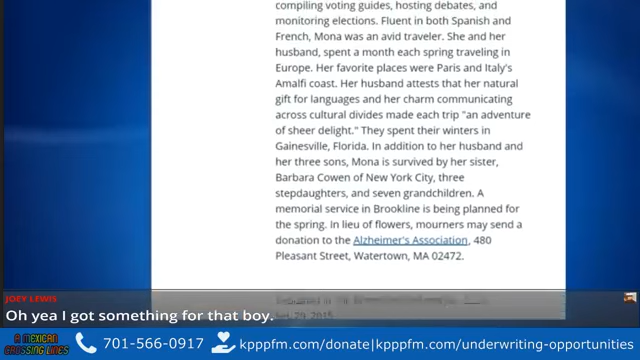 compiling voting guides, hosting debates, and
monitoring elections. Fluent in both Spanish and
French, Mona was an avid traveler. She and her
husband, spent a month each spring traveling in
Europe. Her favorite places were Paris and Italy's
Amalfi coast. Her husband attests that her natural
gift for languages and her charm communicating
across cultural divides made each trip "an adventure
of sheer delight." They spent their winters in
Gainesville, Florida. In addition to her husband and
her three sons, Mona is survived by her sister,
Barbara Cowen of New York City, three
stepdaughters, and seven grandchildren. A
memorial service in Brookline is being planned for
the spring. In lieu of flowers, mourners may send a
donation to the Alzheimer's Association, 480
Pleasant Street, Watertown, MA 02472.
JOEY LEWIS
Oh yea I got something for that boy.
A MEXICAN
CROSSING LINES
701-566-0917
kpppfm.com/donate|kpppfm.com/underwriting-opportunities